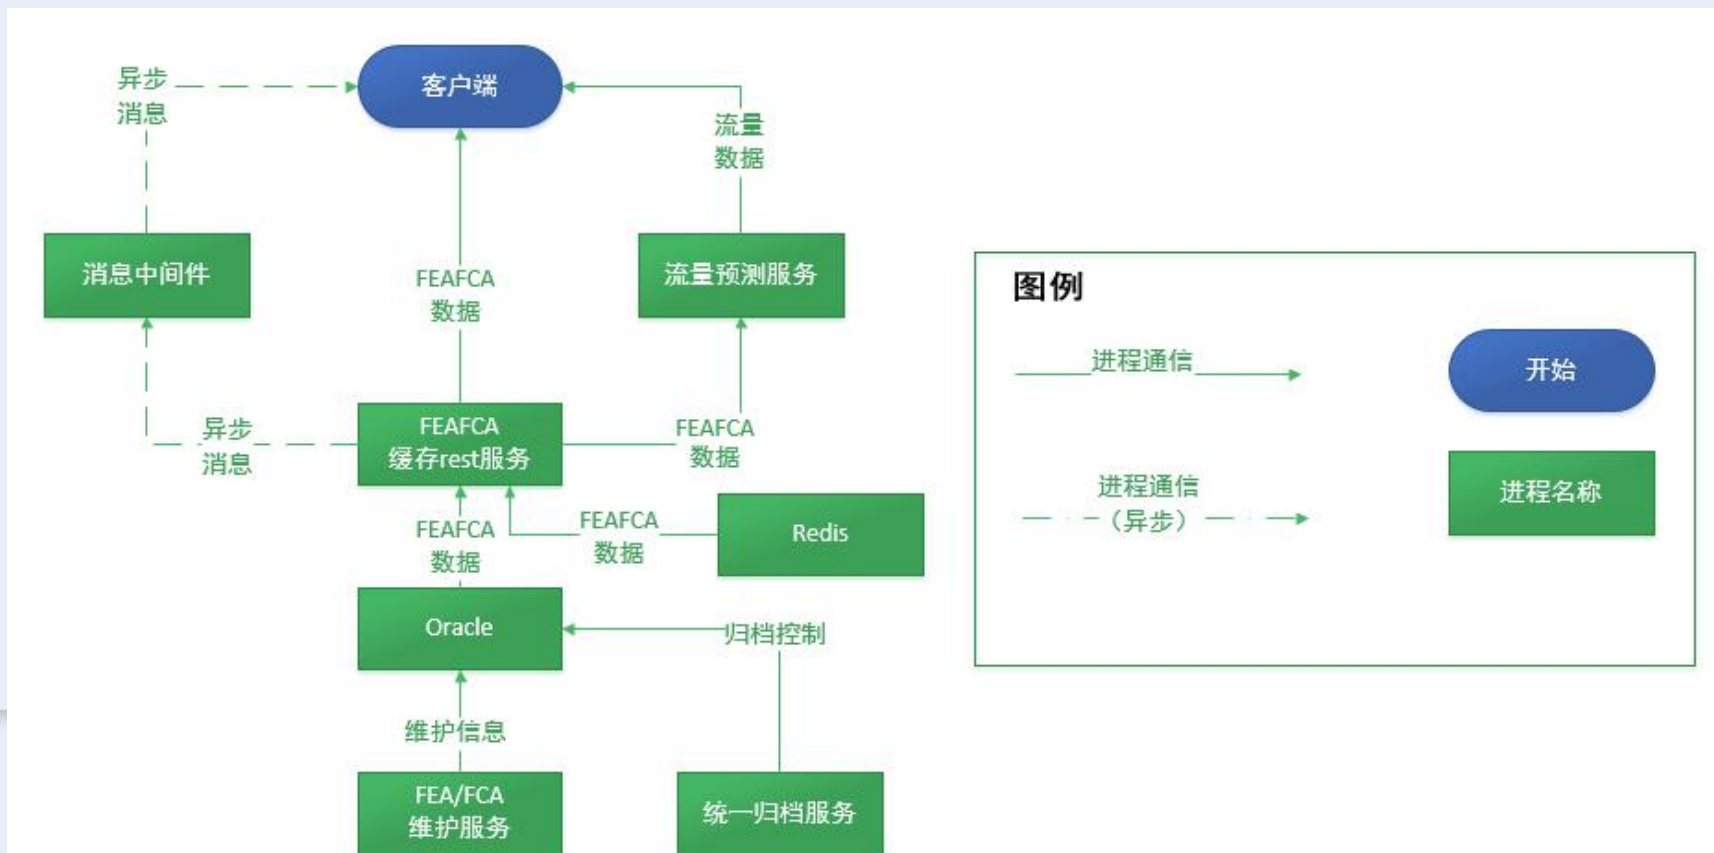 异步
消息
客户端
流量
数据
消息中间件
FEAFCA
数据
流量预测服务
图例
进程通信
开始
异步
消息
FEAFCA
缓存rest服务
FEAFCA
数据
进程通信
（异步）
进程名称
FEAFCA
数据
FEAFCA
数据
Redis
Oracle
归档控制
维护信息
FEA/FCA
维护服务
统一归档服务